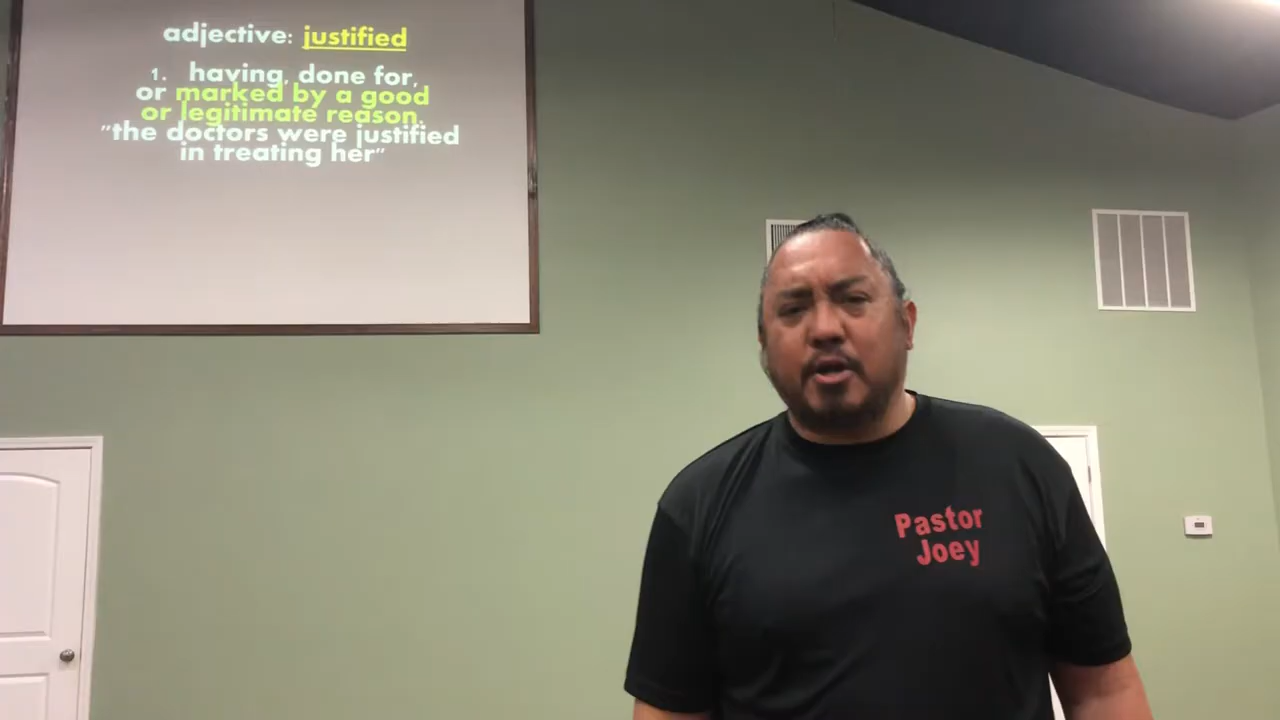 adjective: justified
1. having, done for,
or marked by a good
or legitimate reason.
"the doctors were justified
in treating her"
Pastor
Joey